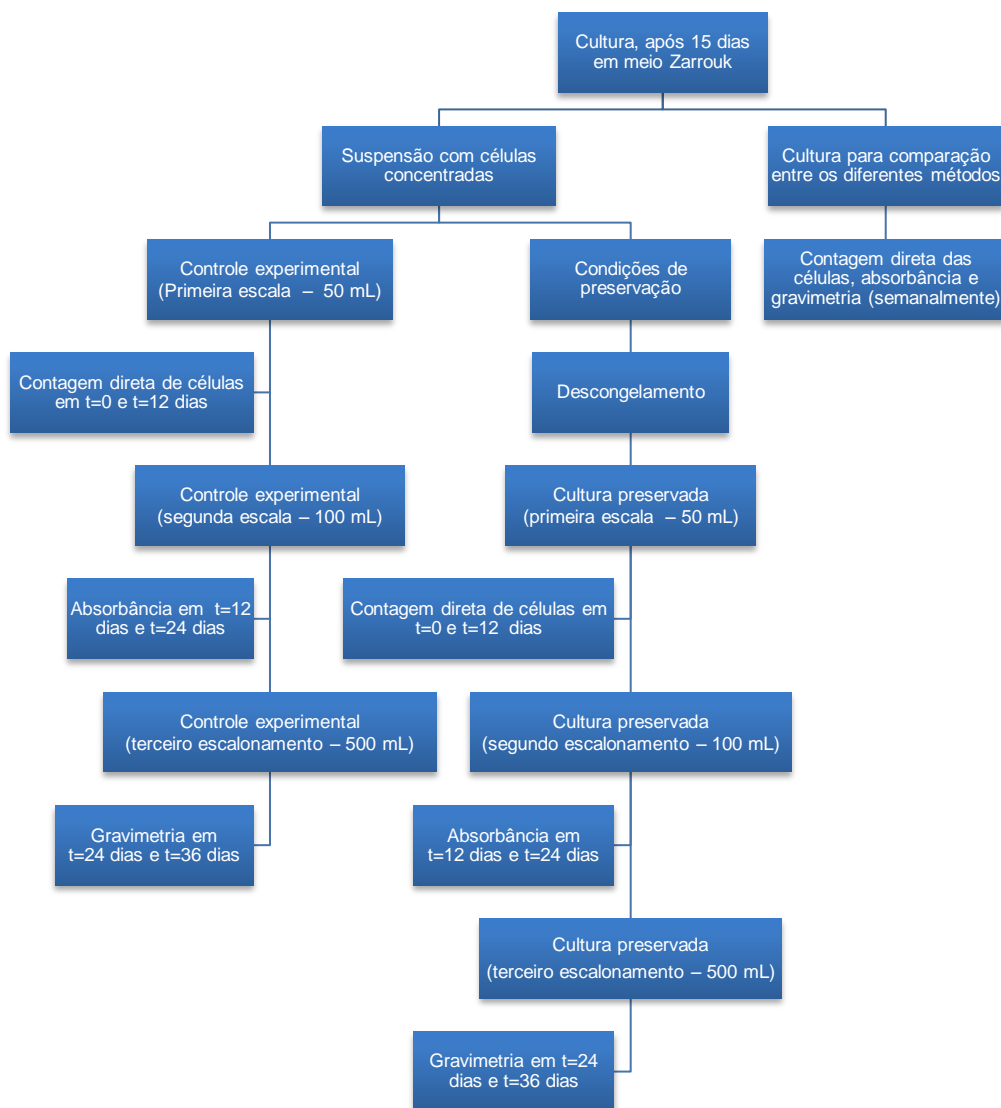 Cultura, após 15 dias
em meio Zarrouk
Suspensão com células
concentradas
Cultura para comparação
entre os diferentes métodos
Controle experimental
(Primeira escala – 50 mL)
Condições de
preservação
Contagem direta das
células, absorbância e
gravimetria (semanalmente)
Contagem direta de células
em t=0 e t=12 dias
Descongelamento
Controle experimental
(segunda escala – 100 mL)
Cultura preservada
(primeira escala – 50 mL)
Absorbância em t=12
dias e t=24 dias
Contagem direta de células em
t=0 e t=12 dias
Controle experimental
(terceiro escalonamento – 500 mL)
Cultura preservada
(segundo escalonamento – 100 mL)
Gravimetria em
t=24 dias e t=36 dias
Absorbância em
t=12 dias e t=24 dias
Cultura preservada
(terceiro escalonamento – 500 mL)
Gravimetria em t=24
dias e t=36 dias